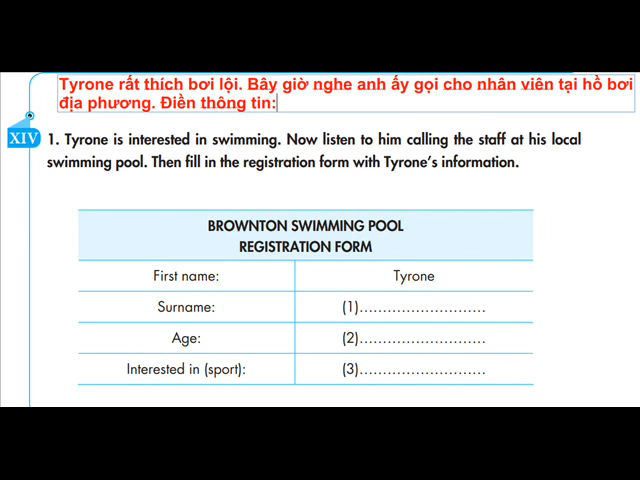 Tyrone rất thích bơi lội. Bây giờ nghe anh ấy gọi cho nhân viên tại hồ bơi
địa phương. Điền thông tin:
XIV
1. Tyrone is interested in swimming. Now listen to him calling the staff at his local
swimming pool. Then fill in the registration form with Tyrone's information.
BROWNTON SWIMMING POOL
REGISTRATION FORM
First name: Tyrone
Surname: (1)...........................
Age: (2)...........................
Interested in (sport): (3)...........................